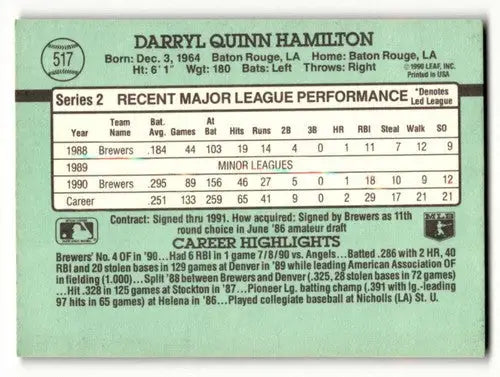 517
DARRYL QUINN HAMILTON
Born: Dec. 3, 1964 Baton Rouge, LA Home: Baton Rouge, LA
Ht: 6' 1" Wgt: 180 Bats: Left Throws: Right
©1990 LEAF, INC.
Printed in USA
Series 2 RECENT MAJOR LEAGUE PERFORMANCE *Denotes Led League
Year Team Name Bat. Avg. Games At Bat Hits Runs 2B 3B HR RBI Steal Walk SO
1988 Brewers .184 44 103 19 14 4 0 1 11 7 12 9
1989 MINOR LEAGUES
1990 Brewers .295 89 156 46 27 5 0 1 18 10 9 12
Career .251 133 259 65 41 9 0 2 29 17 21 21
Contract: Signed thru 1991. How acquired: Signed by Brewers as 11th
round choice in June '86 amateur draft
CAREER HIGHLIGHTS
Brewers' No. 4 OF in '90...Had 6 RBI in 1 game 7/8/90 vs. Angels...Batted .286 with 2 HR, 40
RBI and 20 stolen bases in 129 games at Denver in '89 while leading American Association OF
in fielding (1.000)...Split '88 between Brewers and Denver (.325, 28 stolen bases in 72 games)
...Hit .328 in 125 games at Stockton in '87...Pioneer Lg. batting champ (.391 with lg.-leading
97 hits in 65 games) at Helena in '86...Played collegiate baseball at Nicholls (LA) St. U.